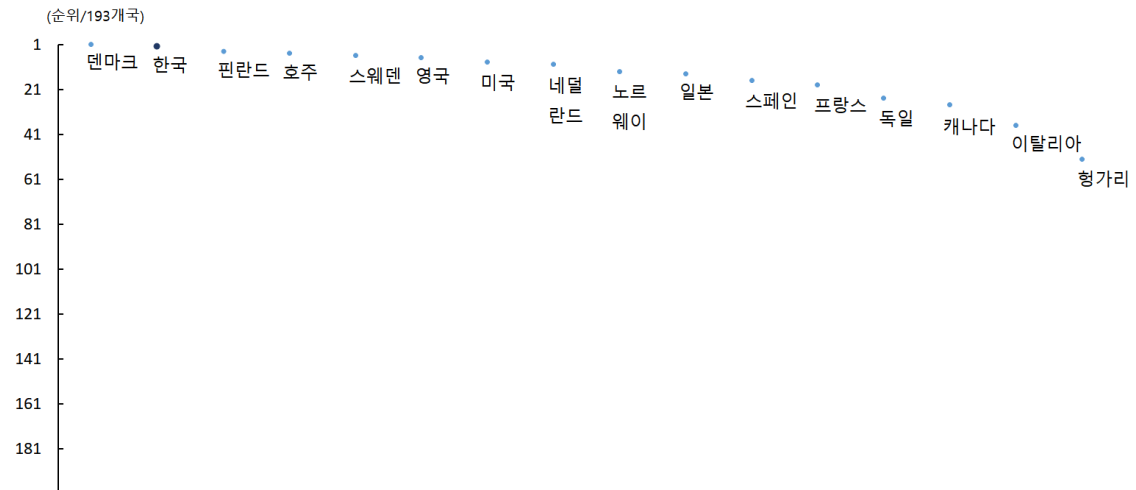 (순위/193개국)
1
21
41
61
81
101
121
141
161
181
덴마크
한국
핀란드
호주
스웨덴
영국
미국
네덜
란드
노르
웨이
일본
스페인
프랑스
독일
캐나다
이탈리아
헝가리